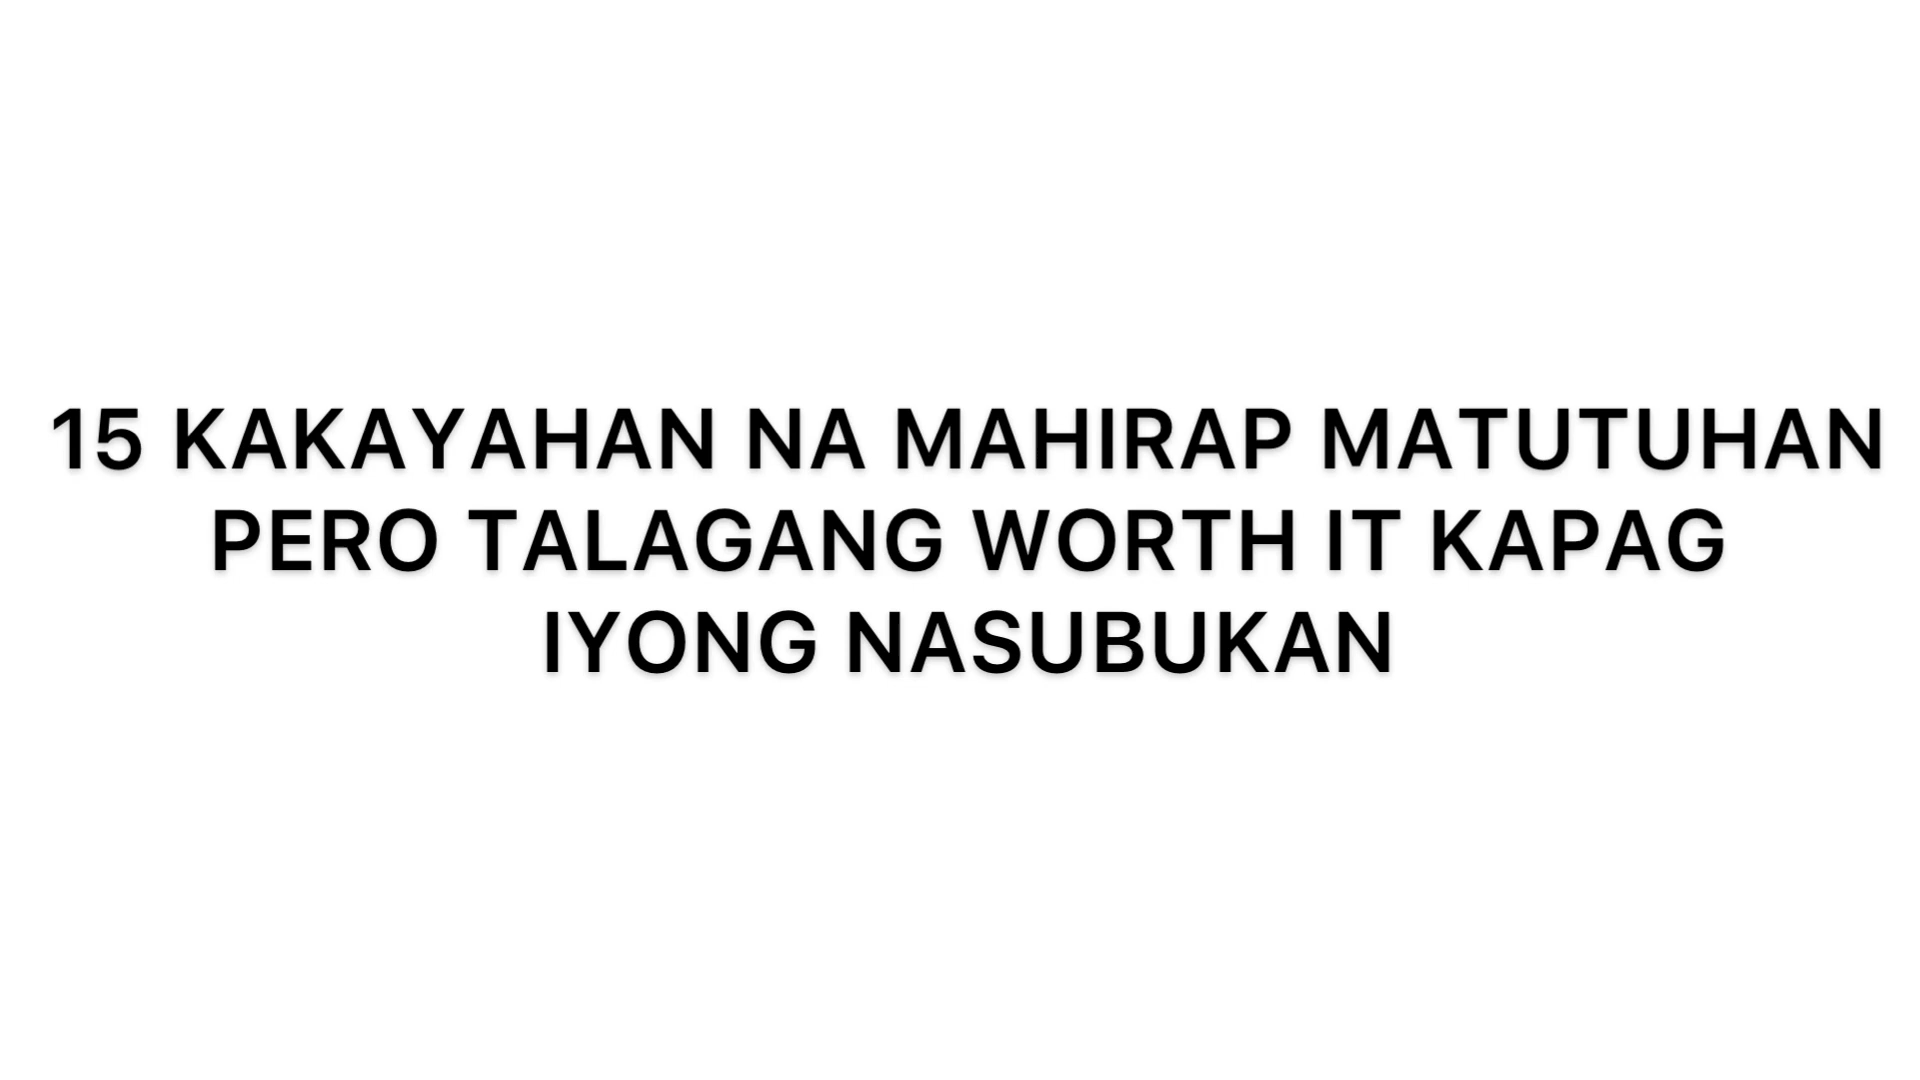 15 KAKAYAHAN NA MAHIRAP MATUTUHAN
PERO TALAGANG WORTH IT KAPAG
IYONG NASUBUKAN